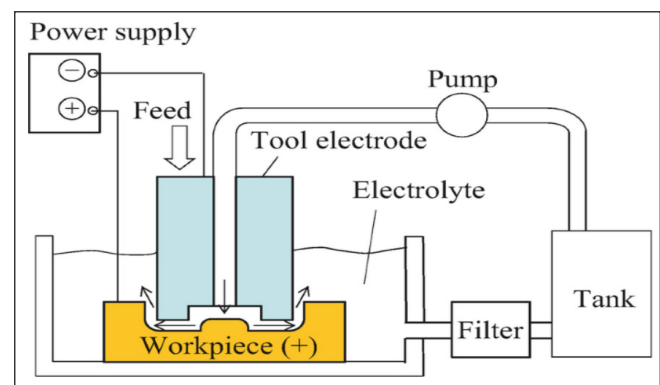 Power supply
−
+
Feed
Pump
Tool electrode
Electrolyte
Tank
Filter
Workpiece (+)